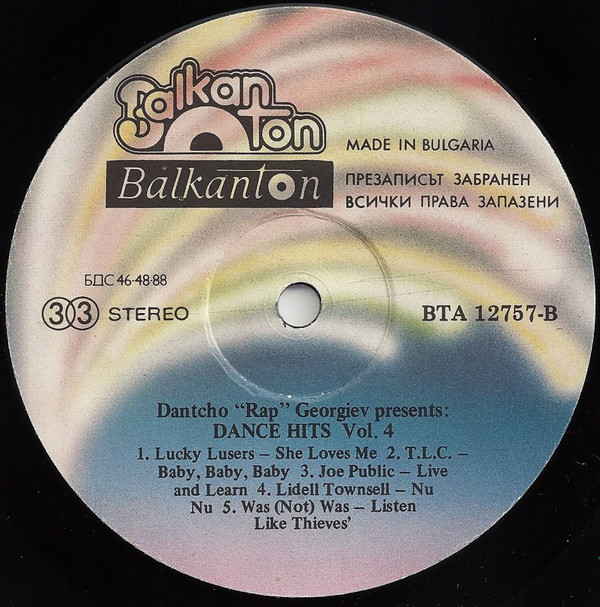 Balkan
ton
Balkanton
MADE IN BULGARIA
ПРЕЗАПИСЪТ ЗАБРАНЕН
ВСИЧКИ ПРАВА ЗАПАЗЕНИ
БДС 46-48-88
33 STEREO
ВТА 12757-В
Dantcho "Rap" Georgiev presents:
DANCE HITS Vol. 4
1. Lucky Lusers – She Loves Me 2. T.L.C. –
Baby, Baby, Baby 3. Joe Public – Live
and Learn 4. Lidell Townsell – Nu
Nu 5. Was (Not) Was – Listen
Like Thieves'